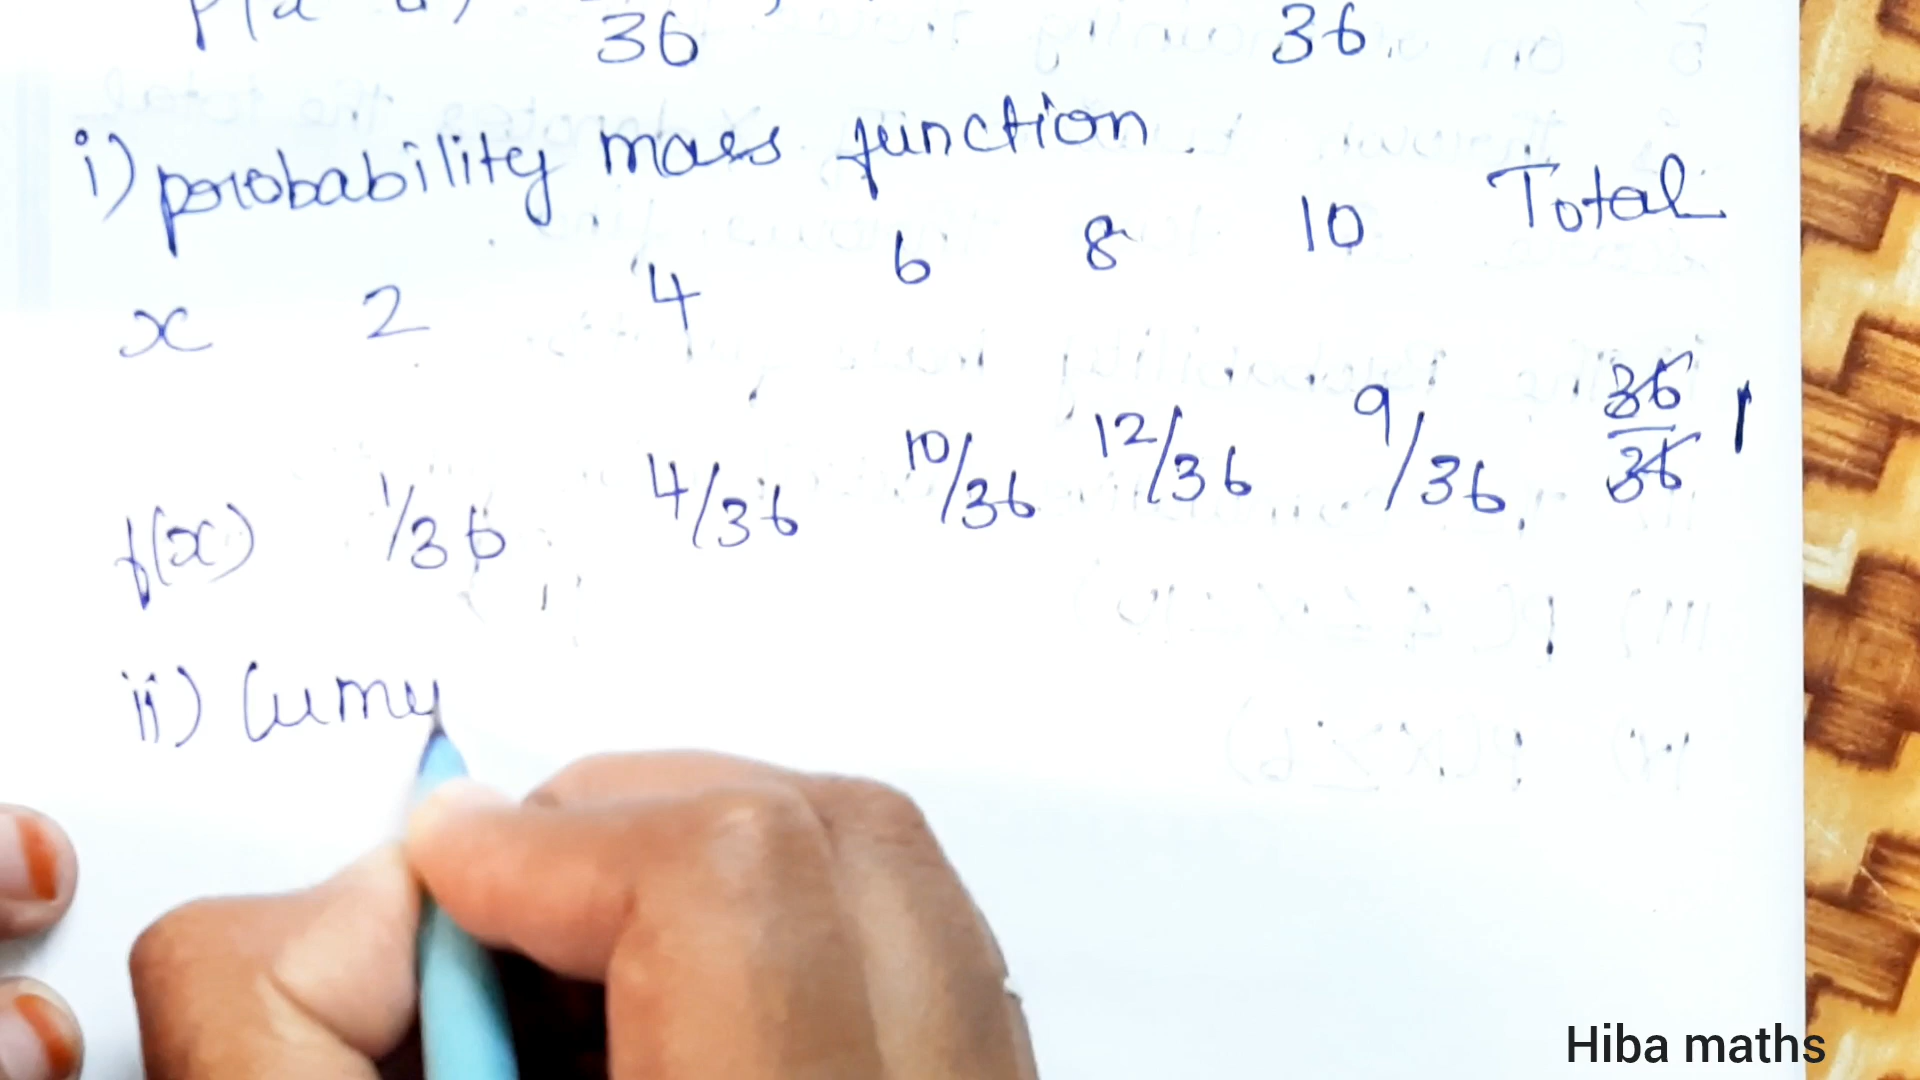 36 36
i) probability mass function.
x 2 4 6 8 10 Total
f(x) 1/36 4/36 10/36 12/36 9/36 36/36 1
ii) Cumu
Hiba maths